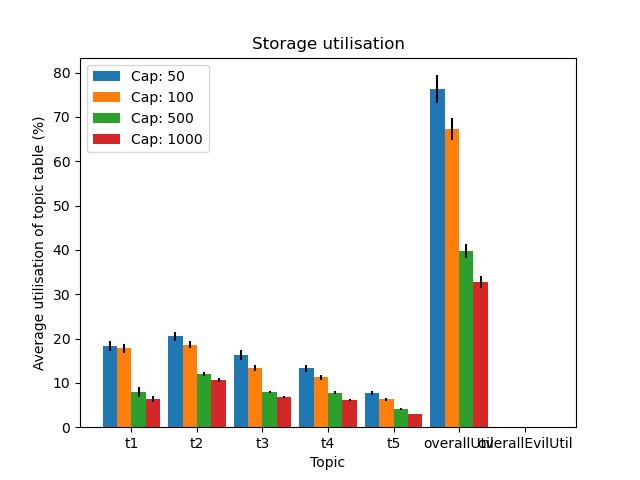 Storage utilisation
Cap: 50
Cap: 100
Cap: 500
Cap: 1000
Average utilisation of topic table (%)
80
70
60
50
40
30
20
10
0
t1 t2 t3 t4 t5 overallUtil overallEvilUtil
Topic